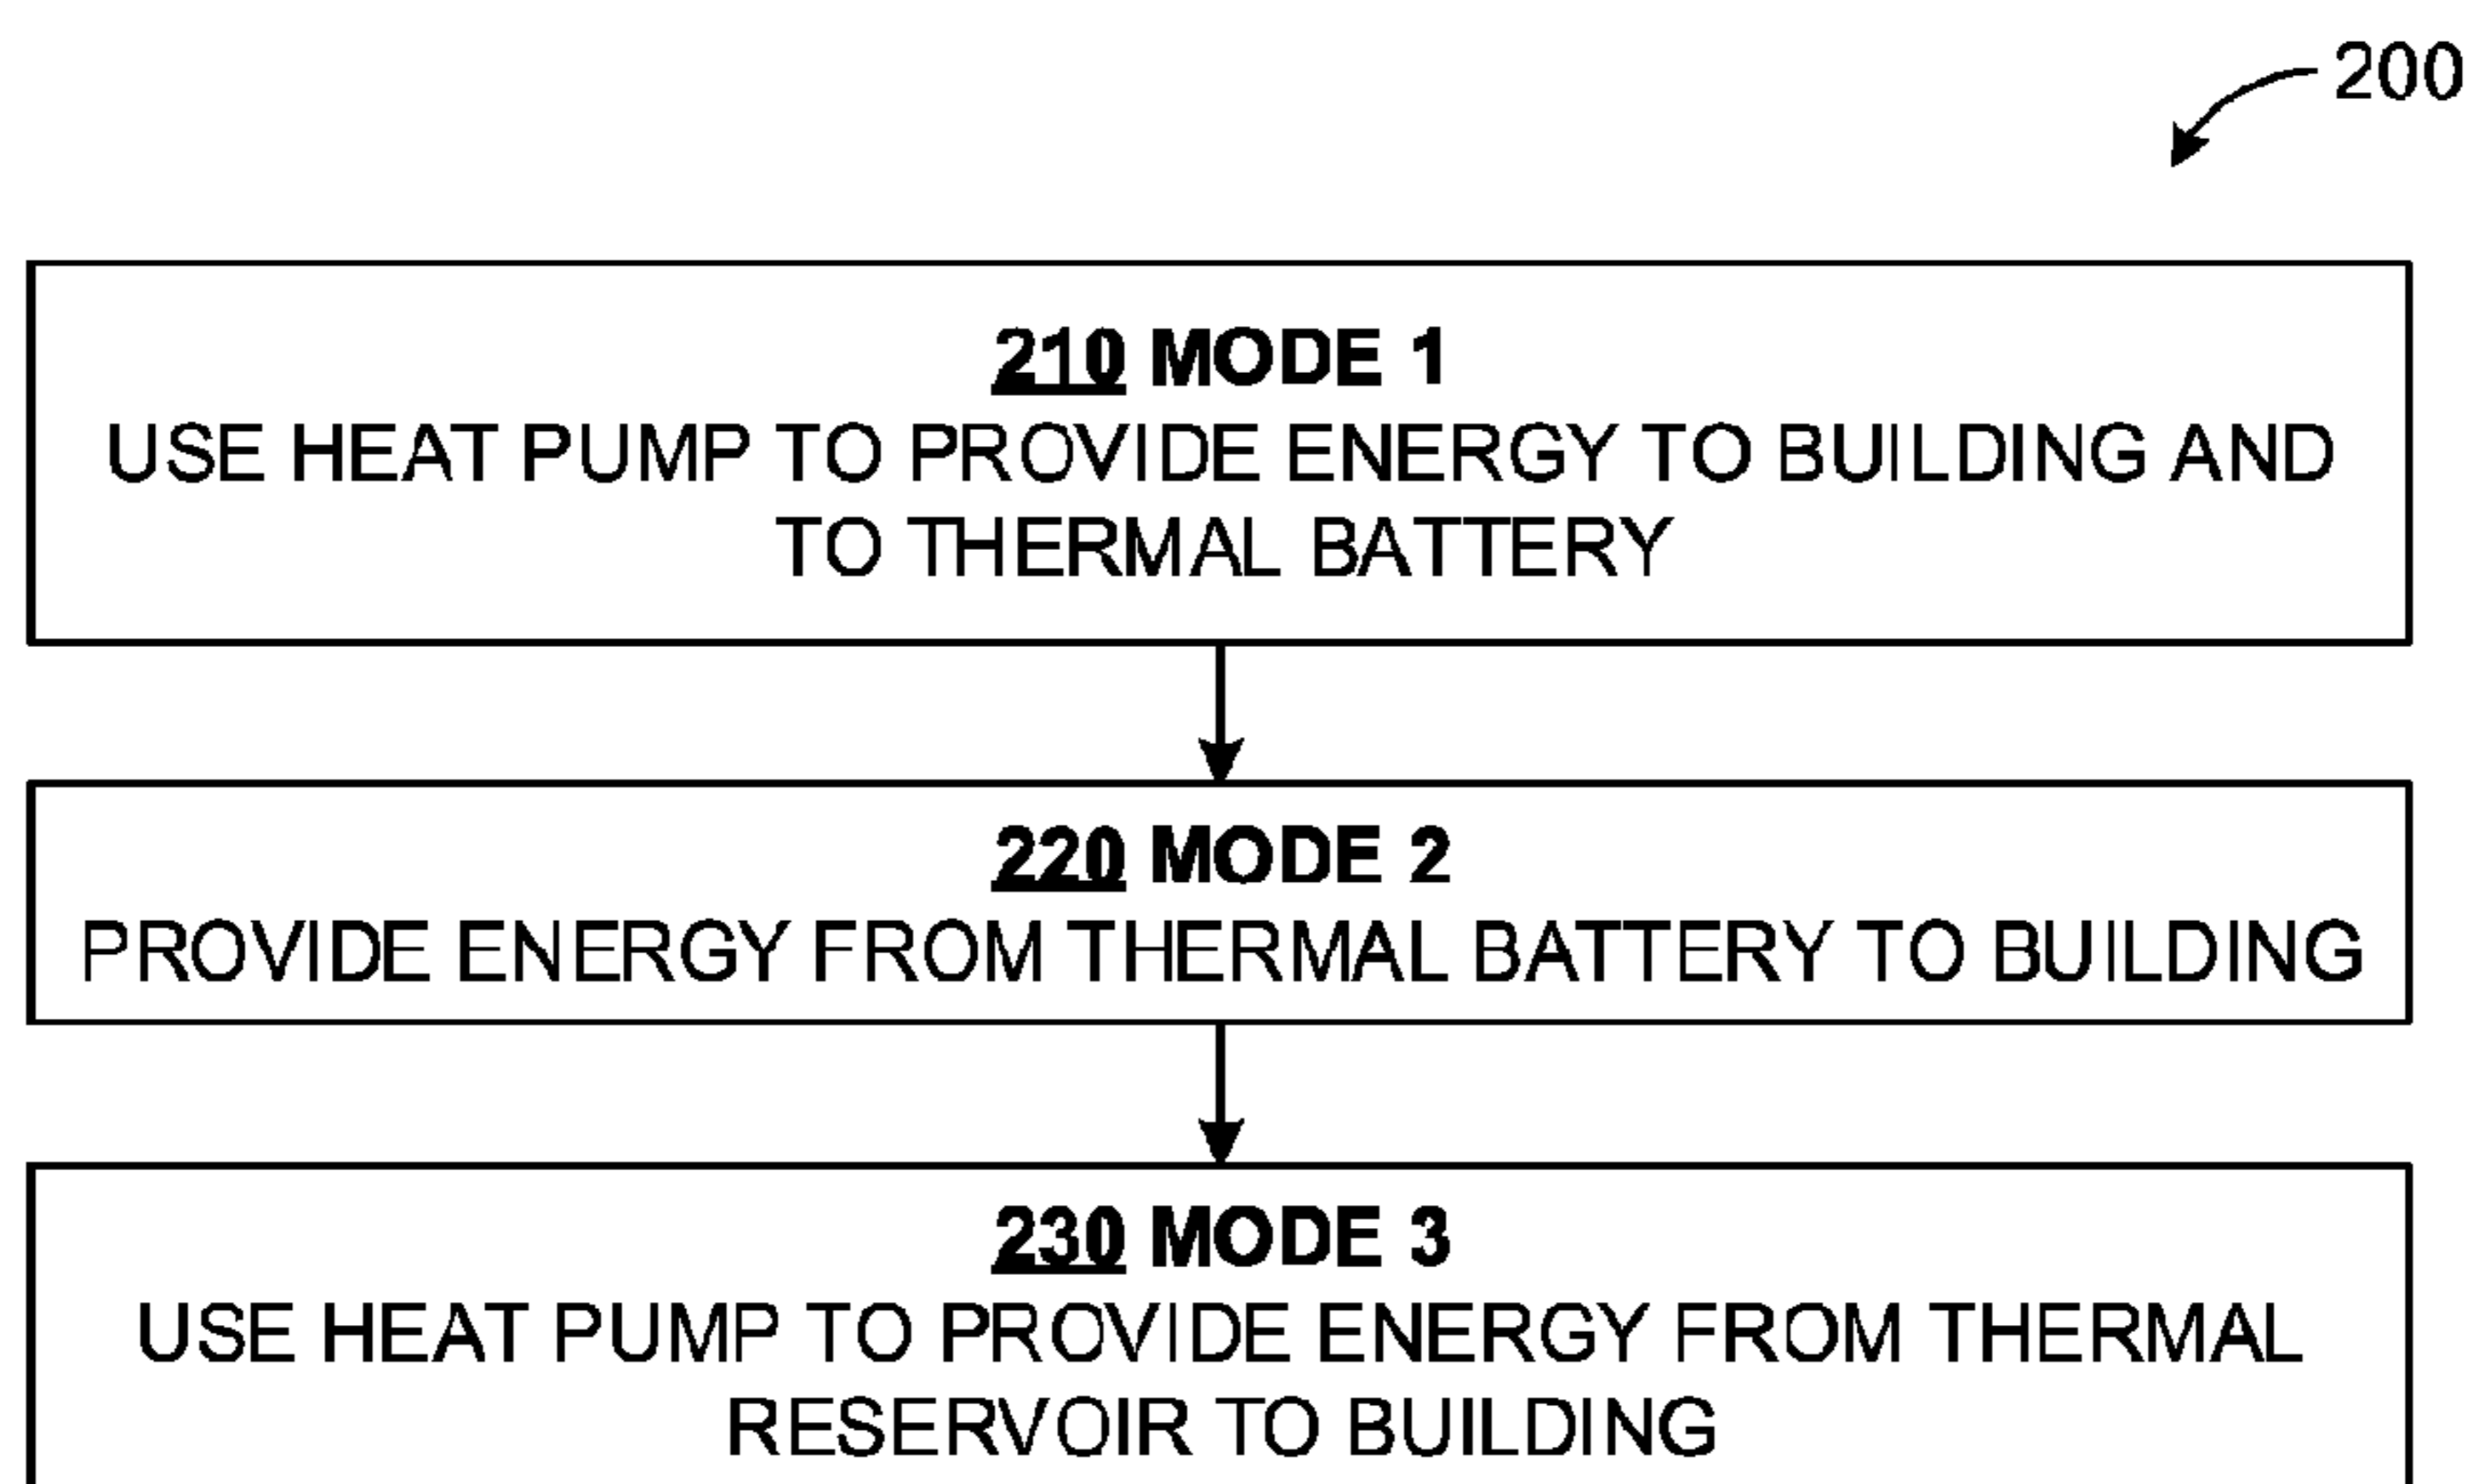 200
210 MODE 1
USE HEAT PUMP TO PROVIDE ENERGY TO BUILDING AND
TO THERMAL BATTERY
220 MODE 2
PROVIDE ENERGY FROM THERMAL BATTERY TO BUILDING
230 MODE 3
USE HEAT PUMP TO PROVIDE ENERGY FROM THERMAL
RESERVOIR TO BUILDING